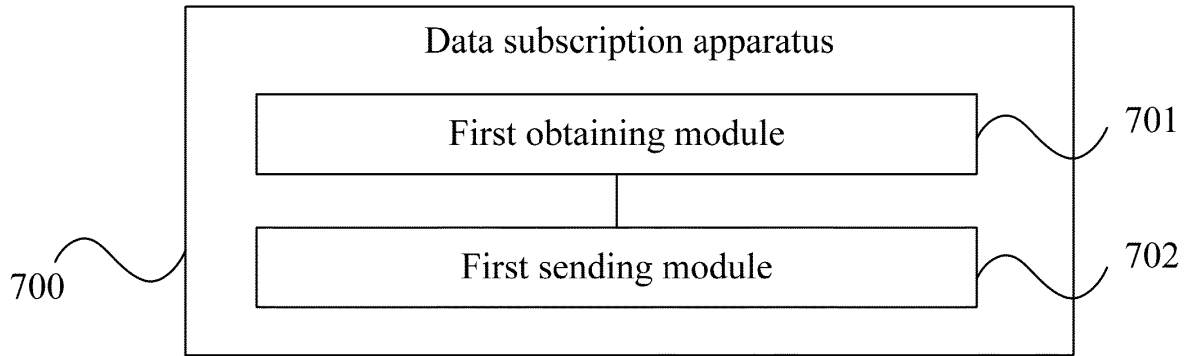 Data subscription apparatus
First obtaining module
701
First sending module
702
700